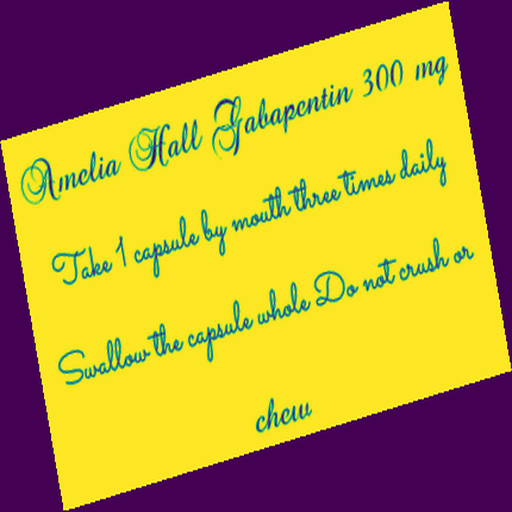 Amelia Hall Gabapentin 300 mg
Take 1 capsule by mouth three times daily
Swallow the capsule whole Do not crush or
chew